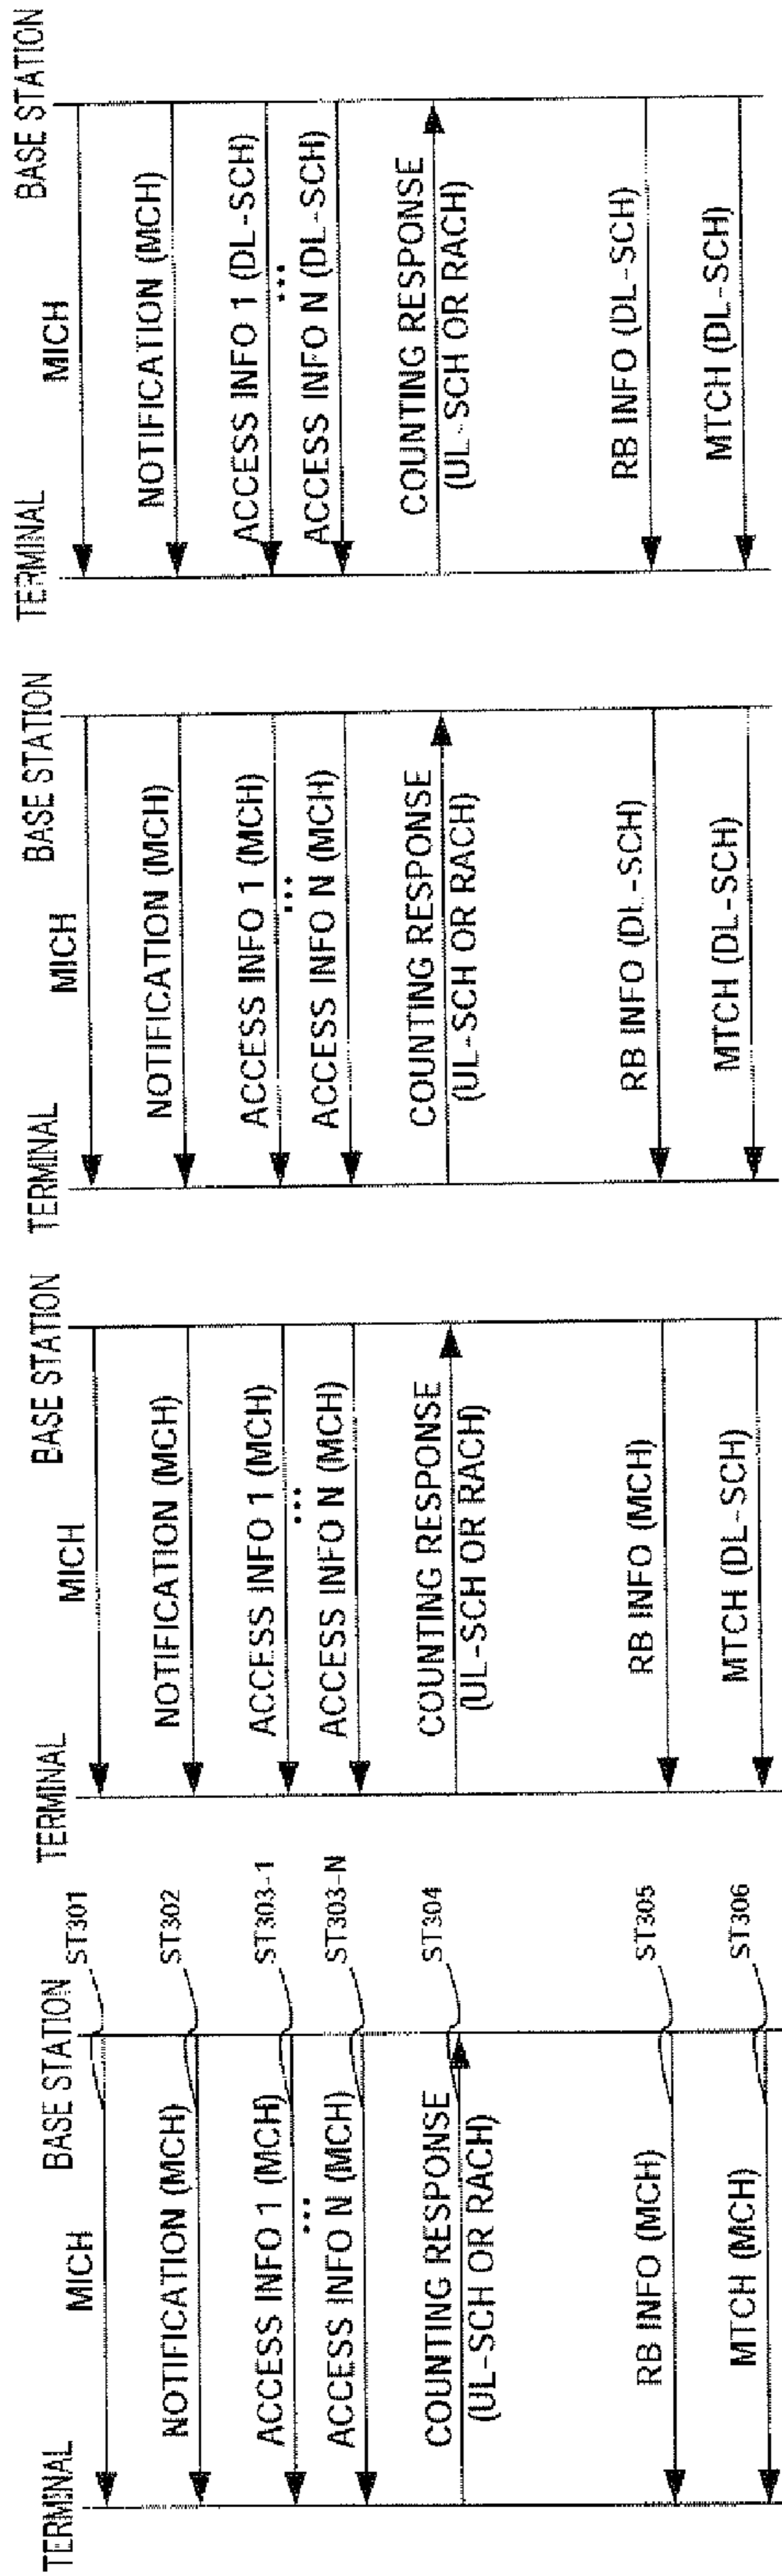 TERMINAL
BASE STATION
MICH
ST301
NOTIFICATION (MCH)
ST302
ACCESS INFO 1 (MCH)
ST303-1
•••
ACCESS INFO N (MCH)
ST303-N
COUNTING RESPONSE
(UL-SCH OR RACH)
ST304
RB INFO (MCH)
ST305
MTCH (MCH)
ST306
TERMINAL
BASE STATION
MICH
NOTIFICATION (MCH)
ACCESS INFO 1 (MCH)
•••
ACCESS INFO N (MCH)
COUNTING RESPONSE
(UL-SCH OR RACH)
RB INFO (MCH)
MTCH (DL-SCH)
TERMINAL
BASE STATION
MICH
NOTIFICATION (MCH)
ACCESS INFO 1 (MCH)
•••
ACCESS INFO N (MCH)
COUNTING RESPONSE
(UL-SCH OR RACH)
RB INFO (DL-SCH)
MTCH (DL-SCH)
TERMINAL
BASE STATION
MICH
NOTIFICATION (MCH)
ACCESS INFO 1 (DL-SCH)
•••
ACCESS INFO N (DL-SCH)
COUNTING RESPONSE
(UL-SCH OR RACH)
RB INFO (DL-SCH)
MTCH (DL-SCH)